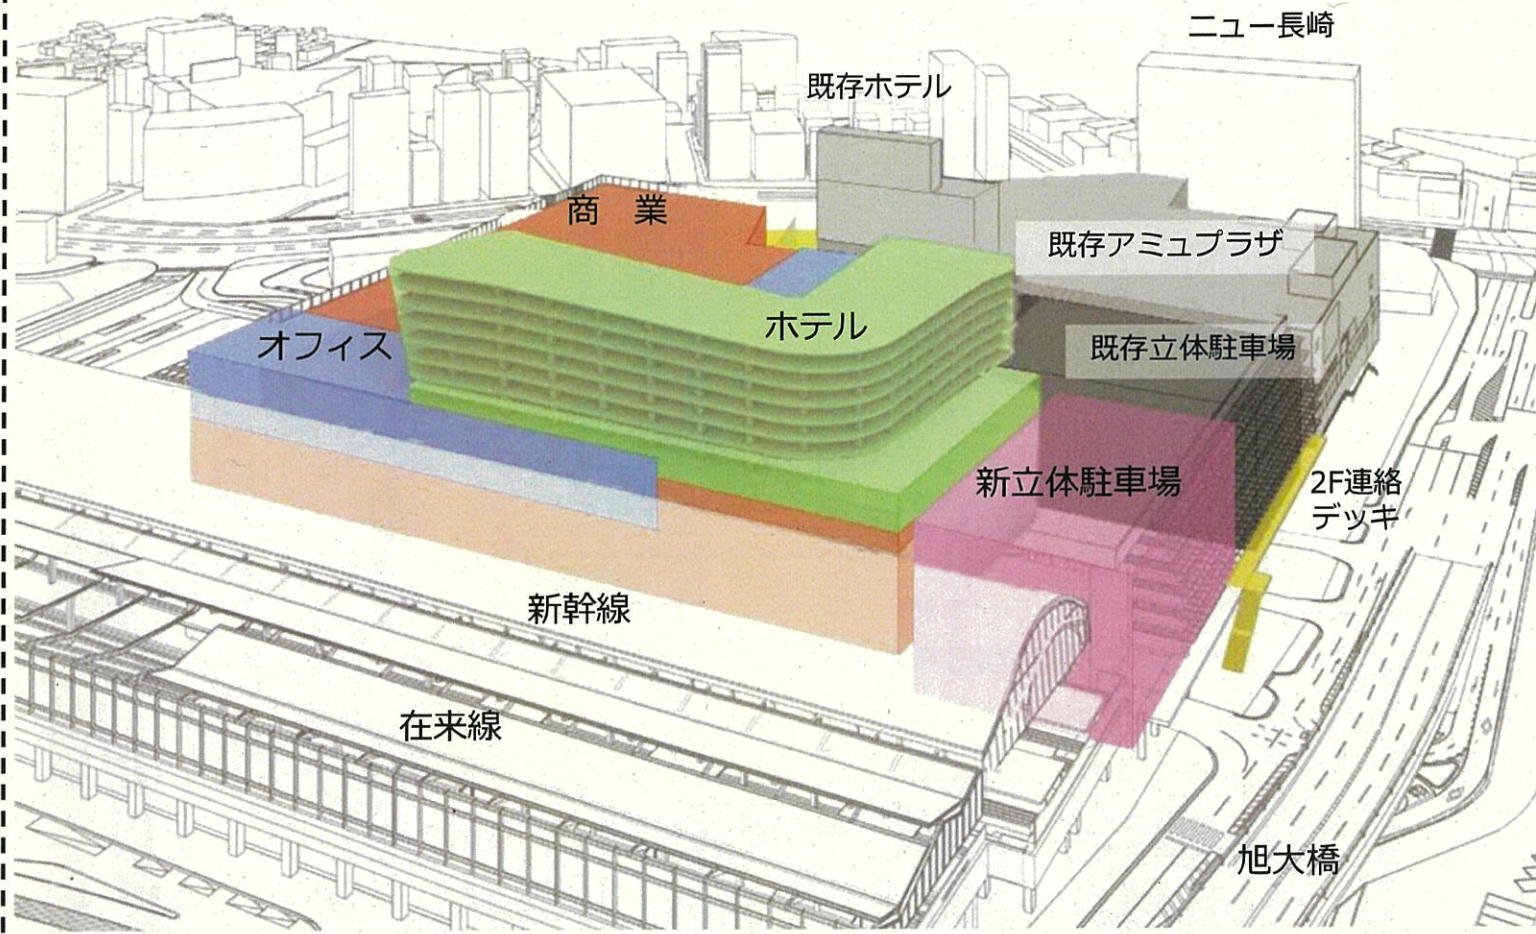 ニュー長崎
既存ホテル
商 業
既存アミュプラザ
ホテル
オフィス
既存立体駐車場
新立体駐車場
2F連絡
デッキ
新幹線
在来線
旭大橋